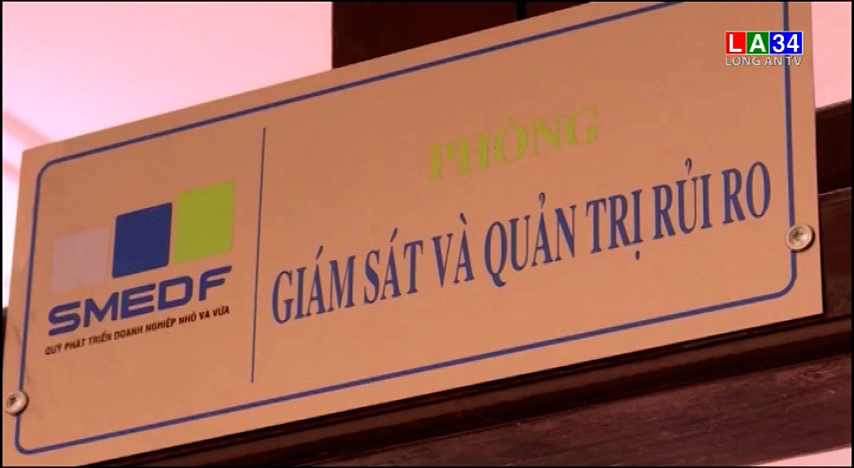 LA34
LONG AN TV
PHÒNG
GIÁM SÁT VÀ QUẢN TRỊ RỦI RO
SMEDF
QUỸ PHÁT TRIỂN DOANH NGHIỆP NHỎ VÀ VỪA